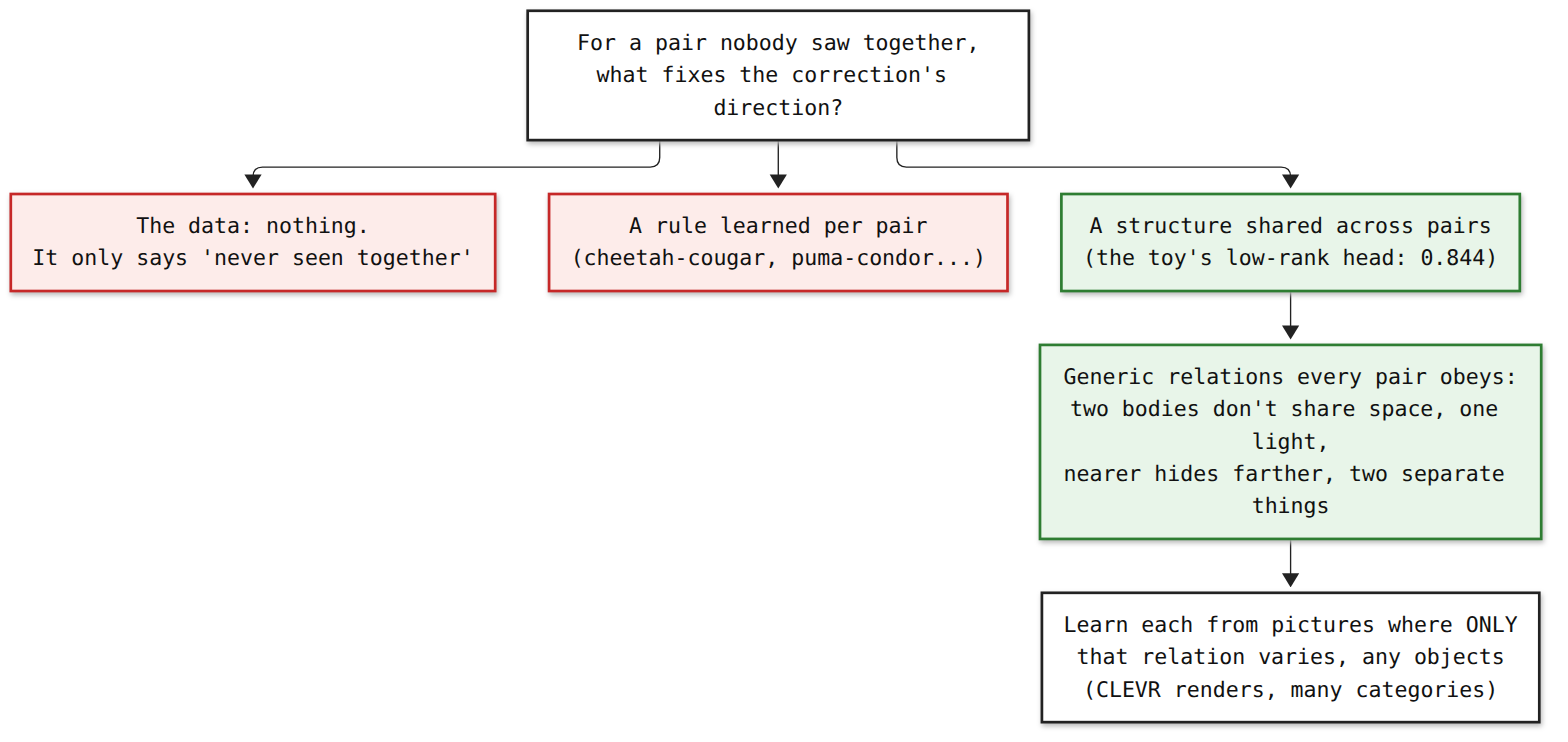 For a pair nobody saw together,
what fixes the correction's
direction?
The data: nothing.
It only says 'never seen together'
A rule learned per pair
(cheetah-cougar, puma-condor...)
A structure shared across pairs
(the toy's low-rank head: 0.844)
Generic relations every pair obeys:
two bodies don't share space, one
light,
nearer hides farther, two separate
things
Learn each from pictures where ONLY
that relation varies, any objects
(CLEVR renders, many categories)